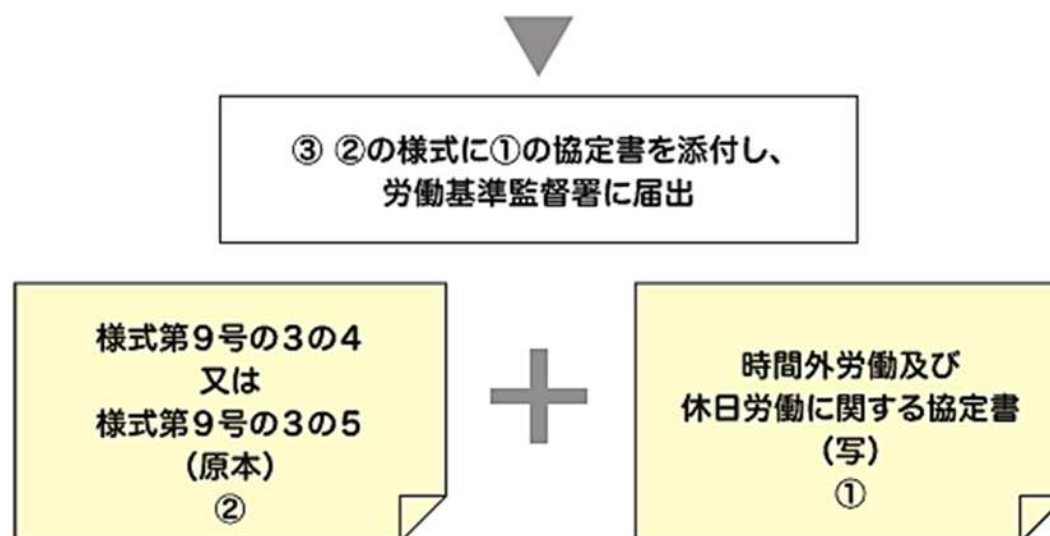 ③ ②の様式に①の協定書を添付し、
労働基準監督署に届出
様式第９号の３の４
又は
様式第９号の３の５
（原本）
②
時間外労働及び
休日労働に関する協定書
（写）
①